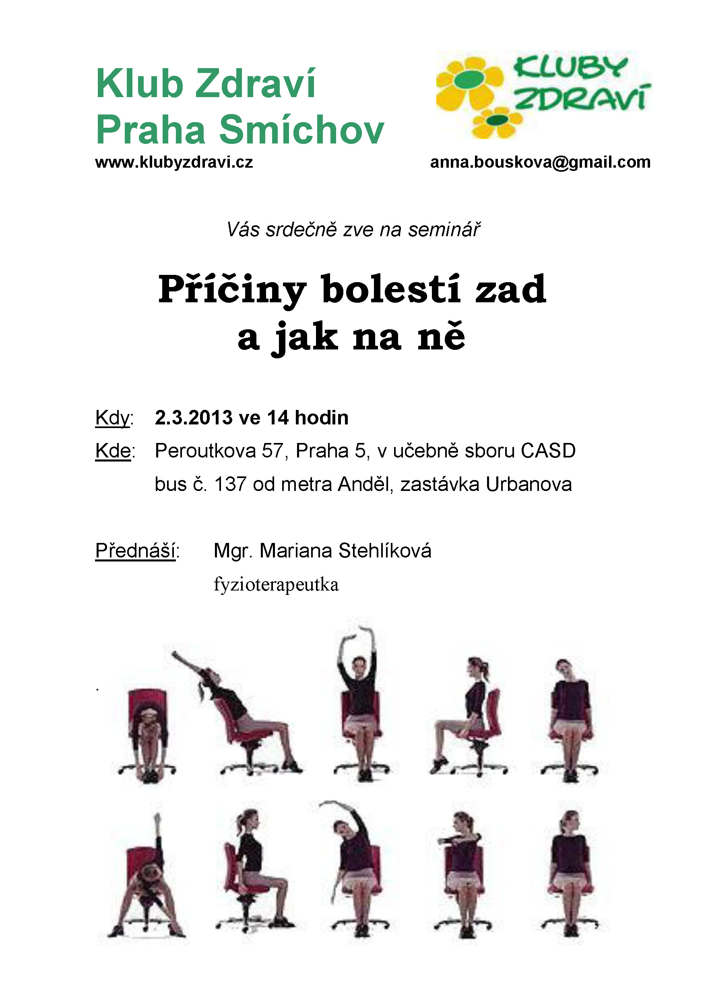 Klub Zdraví
Praha Smíchov
KLUBY
ZDRAVÍ
www.klubyzdravi.cz anna.bouskova@gmail.com
Vás srdečně zve na seminář
Příčiny bolestí zad
a jak na ně
Kdy: 2.3.2013 ve 14 hodin
Kde: Peroutkova 57, Praha 5, v učebně sboru CASD
bus č. 137 od metra Anděl, zastávka Urbanova
Přednáší: Mgr. Mariana Stehlíková
fyzioterapeutka
.